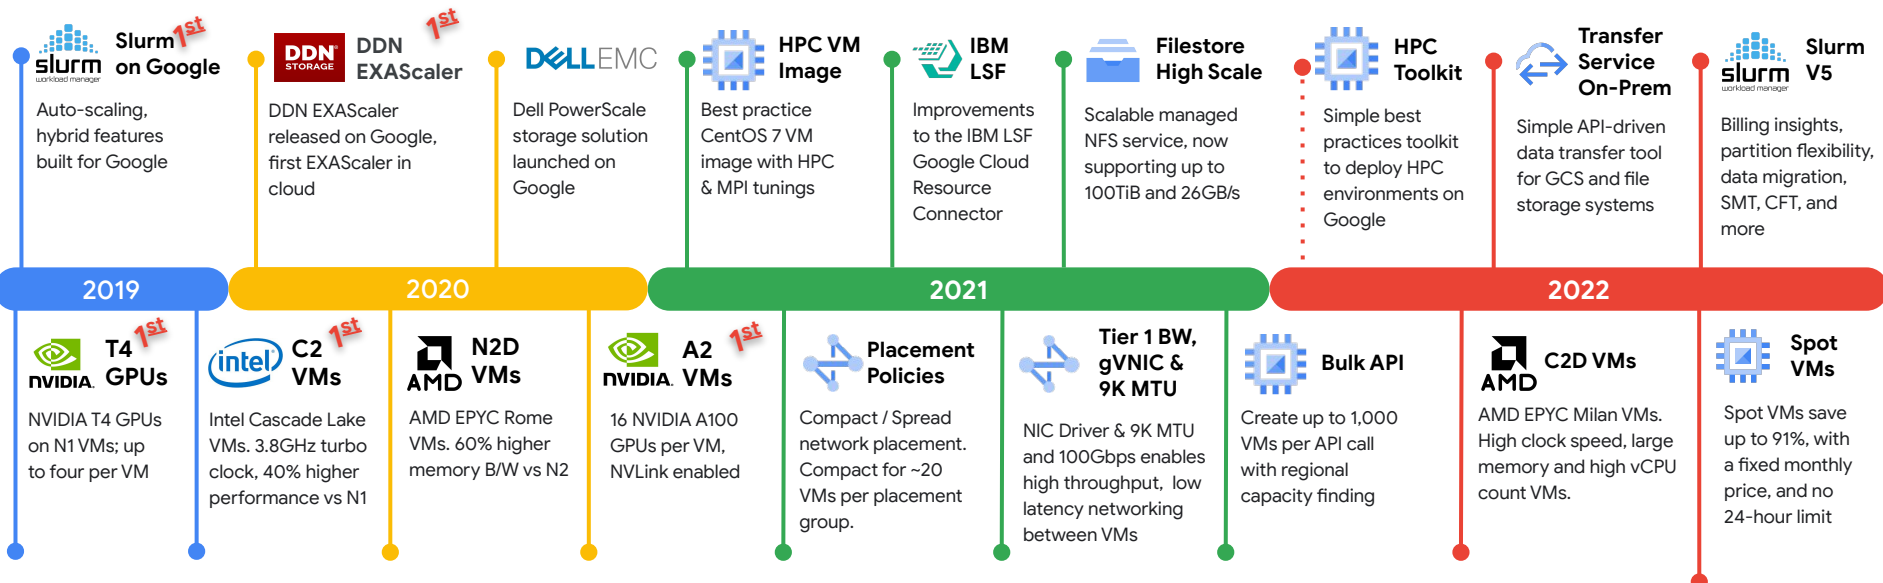 slurm
workload manager
Slurm
on Google
1st
Auto-scaling,
hybrid features
built for Google
DDN
STORAGE
DDN
EXAScaler
1st
DDN EXAScaler
released on Google,
first EXAScaler in
cloud
DELLEMC
Dell PowerScale
storage solution
launched on
Google
HPC VM
Image
Best practice
CentOS 7 VM
image with HPC
& MPI tunings
IBM
LSF
Improvements
to the IBM LSF
Google Cloud
Resource
Connector
Filestore
High Scale
Scalable managed
NFS service, now
supporting up to
100TiB and 26GB/s
HPC
Toolkit
Simple best
practices toolkit
to deploy HPC
environments on
Google
Transfer
Service
On-Prem
Simple API-driven
data transfer tool
for GCS and file
storage systems
slurm
workload manager
Slurm
V5
Billing insights,
partition flexibility,
data migration,
SMT, CFT, and
more
2019
2020
2021
2022
NVIDIA.
T4
GPUs
1st
NVIDIA T4 GPUs
on N1 VMs; up
to four per VM
intel
C2
VMs
1st
Intel Cascade Lake
VMs. 3.8GHz turbo
clock, 40% higher
performance vs N1
AMD
N2D
VMs
AMD EPYC Rome
VMs. 60% higher
memory B/W vs N2
NVIDIA.
A2
VMs
1st
16 NVIDIA A100
GPUs per VM,
NVLink enabled
Placement
Policies
Compact / Spread
network placement.
Compact for ~20
VMs per placement
group.
Tier 1 BW,
gVNIC &
9K MTU
NIC Driver & 9K MTU
and 100Gbps enables
high throughput, low
latency networking
between VMs
Bulk API
Create up to 1,000
VMs per API call
with regional
capacity finding
AMD
C2D VMs
AMD EPYC Milan VMs.
High clock speed, large
memory and high vCPU
count VMs.
Spot
VMs
Spot VMs save
up to 91%, with
a fixed monthly
price, and no
24-hour limit